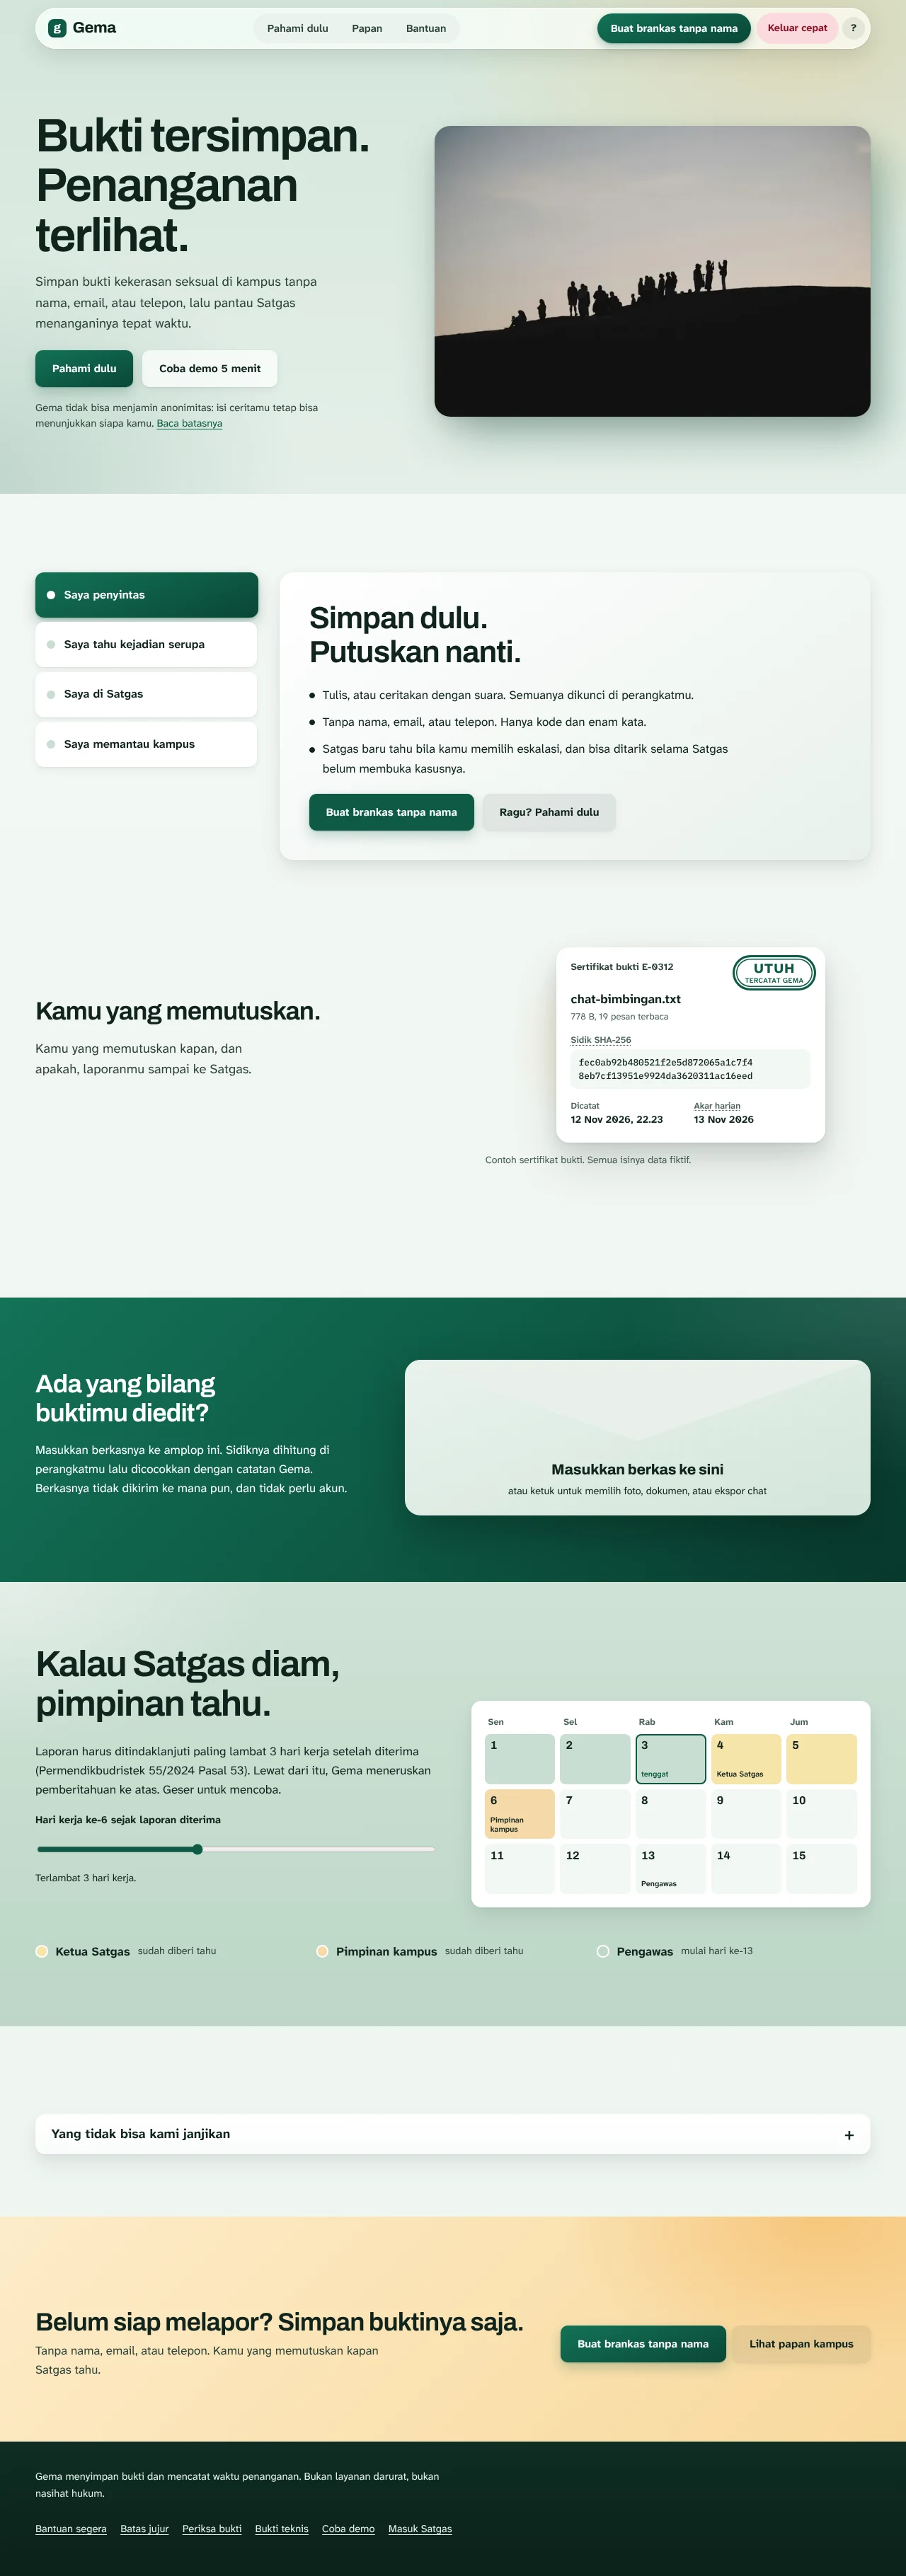 g Gema
Pahami dulu
Papan
Bantuan
Buat brankas tanpa nama
Keluar cepat
?
Bukti tersimpan.
Penanganan
terlihat.
Simpan bukti kekerasan seksual di kampus tanpa
nama, email, atau telepon, lalu pantau Satgas
menanganinya tepat waktu.
Pahami dulu
Coba demo 5 menit
Gema tidak bisa menjamin anonimitas: isi ceritamu tetap bisa
menunjukkan siapa kamu. Baca batasnya
Saya penyintas
Saya tahu kejadian serupa
Saya di Satgas
Saya memantau kampus
Simpan dulu.
Putuskan nanti.
Tulis, atau ceritakan dengan suara. Semuanya dikunci di perangkatmu.
Tanpa nama, email, atau telepon. Hanya kode dan enam kata.
Satgas baru tahu bila kamu memilih eskalasi, dan bisa ditarik selama Satgas
belum membuka kasusnya.
Buat brankas tanpa nama
Ragu? Pahami dulu
Kamu yang memutuskan.
Kamu yang memutuskan kapan, dan
apakah, laporanmu sampai ke Satgas.
Sertifikat bukti E-0312
UTUH
TERCATAT GEMA
chat-bimbingan.txt
778 B, 19 pesan terbaca
Sidik SHA-256
fec0ab92b480521f2e5d872065a1c7f4
8eb7cf13951e9924da3620311ac16eed
Dicatat
Akar harian
12 Nov 2026, 22.23
13 Nov 2026
Contoh sertifikat bukti. Semua isinya data fiktif.
Ada yang bilang
buktimu diedit?
Masukkan berkasnya ke amplop ini. Sidiknya dihitung di
perangkatmu lalu dicocokkan dengan catatan Gema.
Berkasnya tidak dikirim ke mana pun, dan tidak perlu akun.
Masukkan berkas ke sini
atau ketuk untuk memilih foto, dokumen, atau ekspor chat
Kalau Satgas diam,
pimpinan tahu.
Laporan harus ditindaklanjuti paling lambat 3 hari kerja setelah diterima
(Permendikbudristek 55/2024 Pasal 53). Lewat dari itu, Gema meneruskan
pemberitahuan ke atas. Geser untuk mencoba.
Hari kerja ke-6 sejak laporan diterima
Terlambat 3 hari kerja.
Sen Sel Rab Kam Jum
1 2 3 4 5
tenggat Ketua Satgas
6 7 8 9 10
Pimpinan
kampus
11 12 13 14 15
Pengawas
Ketua Satgas sudah diberi tahu
Pimpinan kampus sudah diberi tahu
Pengawas mulai hari ke-13
Yang tidak bisa kami janjikan +
Belum siap melapor? Simpan buktinya saja.
Tanpa nama, email, atau telepon. Kamu yang memutuskan kapan
Satgas tahu.
Buat brankas tanpa nama
Lihat papan kampus
Gema menyimpan bukti dan mencatat waktu penanganan. Bukan layanan darurat, bukan
nasihat hukum.
Bantuan segera Batas jujur Periksa bukti Bukti teknis Coba demo Masuk Satgas